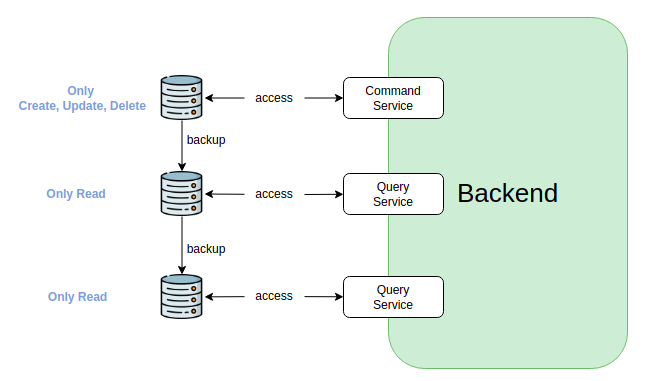 Only
Create, Update, Delete
access
Command
Service
backup
Only Read
access
Query
Service
Backend
backup
Only Read
access
Query
Service